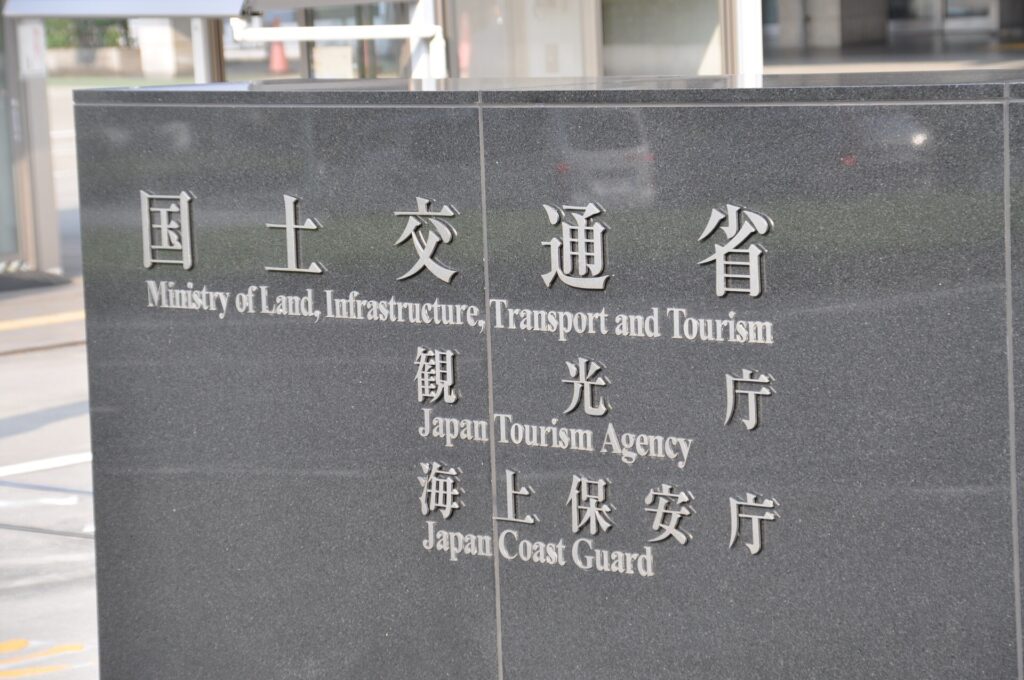 国土交通省
Ministry of Land, Infrastructure, Transport and Tourism
観光庁
Japan Tourism Agency
海上保安庁
Japan Coast Guard